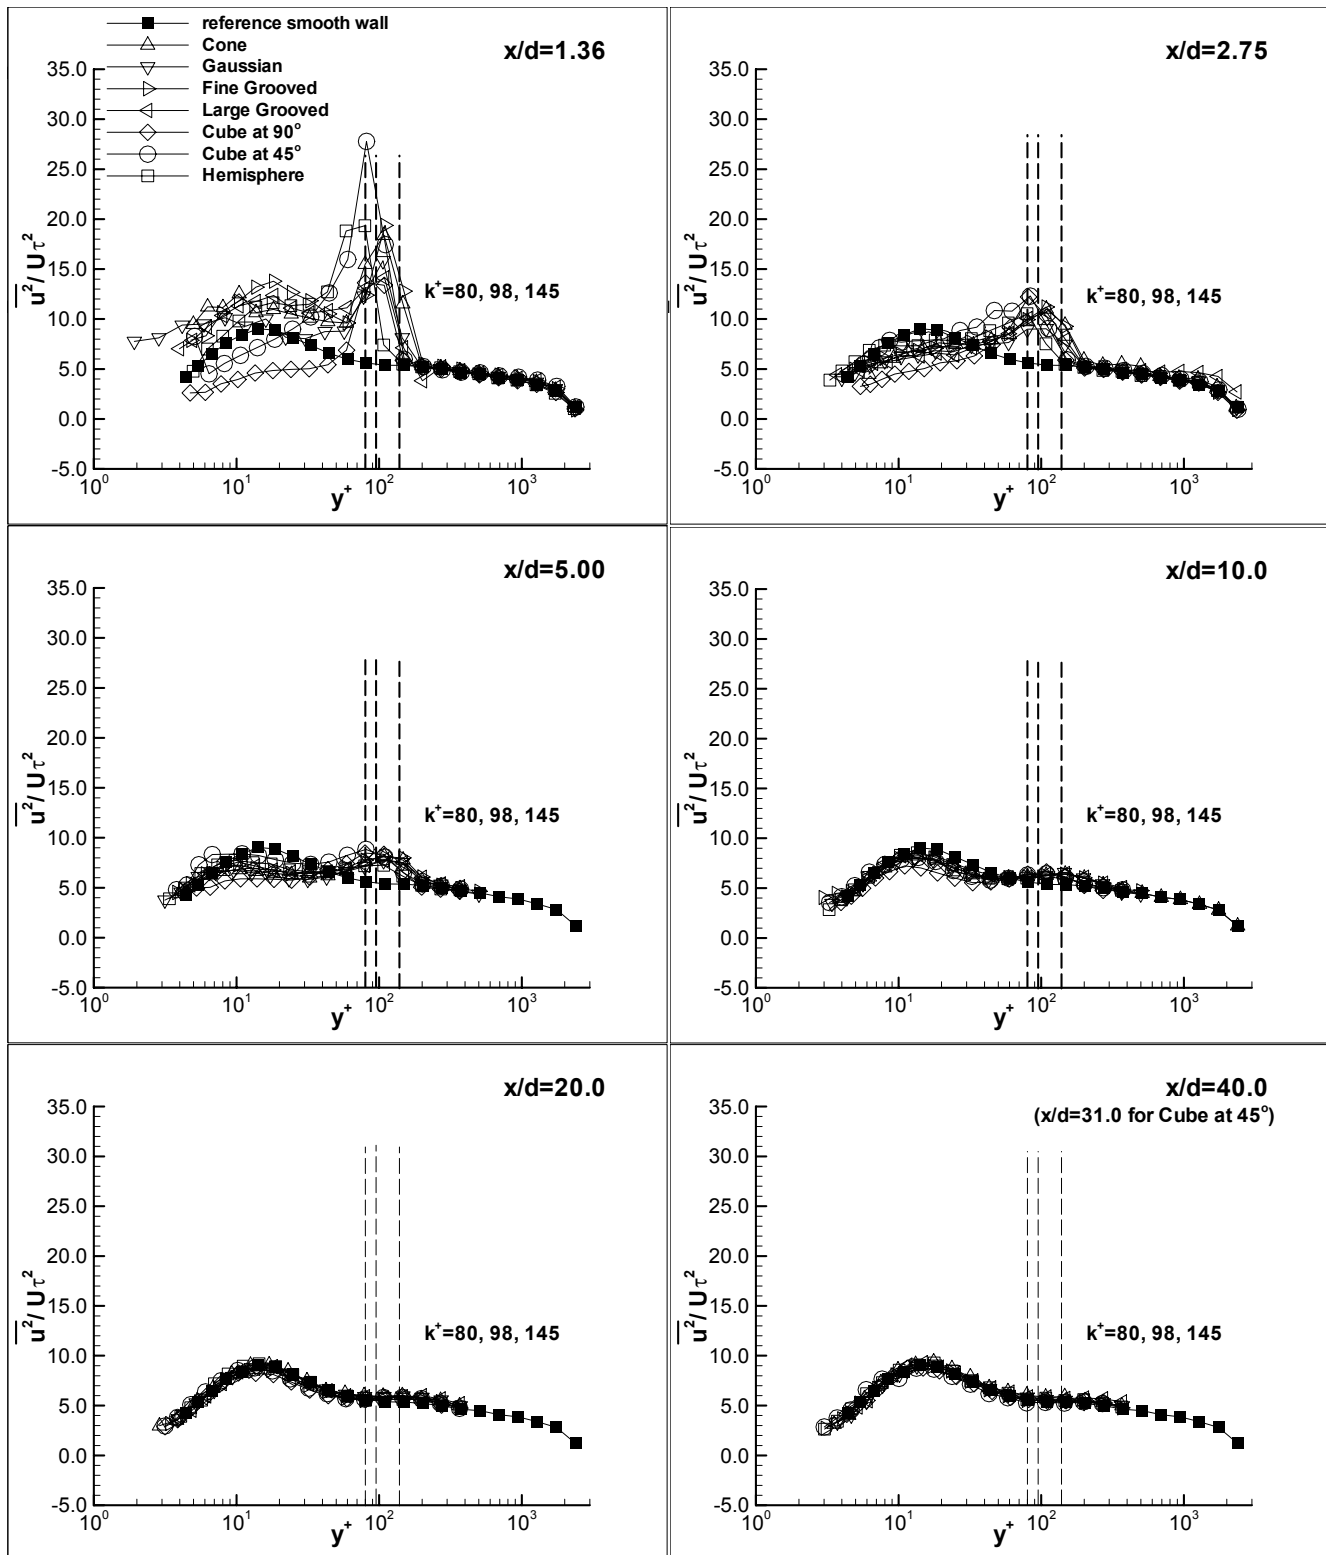 reference smooth wall
Cone
Gaussian
Fine Grooved
Large Grooved
Cube at 90°
Cube at 45°
Hemisphere
x/d=1.36
35.0
30.0
25.0
20.0
15.0
10.0
5.0
0.0
-5.0
u²/Uτ²
k⁺=80, 98, 145
10⁰ 10¹ 10² 10³
y⁺
x/d=2.75
35.0
30.0
25.0
20.0
15.0
10.0
5.0
0.0
-5.0
u²/Uτ²
k⁺=80, 98, 145
10⁰ 10¹ 10² 10³
y⁺
x/d=5.00
35.0
30.0
25.0
20.0
15.0
10.0
5.0
0.0
-5.0
u²/Uτ²
k⁺=80, 98, 145
10⁰ 10¹ 10² 10³
y⁺
x/d=10.0
35.0
30.0
25.0
20.0
15.0
10.0
5.0
0.0
-5.0
u²/Uτ²
k⁺=80, 98, 145
10⁰ 10¹ 10² 10³
y⁺
x/d=20.0
35.0
30.0
25.0
20.0
15.0
10.0
5.0
0.0
-5.0
u²/Uτ²
k⁺=80, 98, 145
10⁰ 10¹ 10² 10³
y⁺
x/d=40.0
(x/d=31.0 for Cube at 45°)
35.0
30.0
25.0
20.0
15.0
10.0
5.0
0.0
-5.0
u²/Uτ²
k⁺=80, 98, 145
10⁰ 10¹ 10² 10³
y⁺